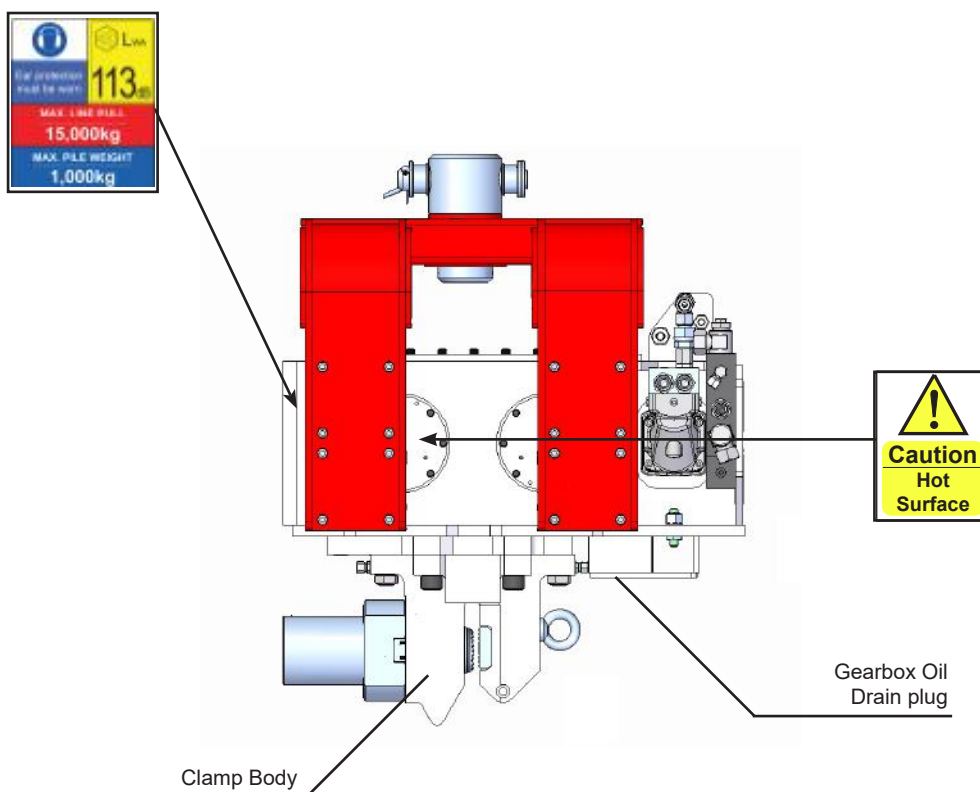 LWA
Ear protection
must be worn
113dB
MAX. LINE PULL
15,000kg
MAX. PILE WEIGHT
1,000kg
Caution
Hot
Surface
Gearbox Oil
Drain plug
Clamp Body